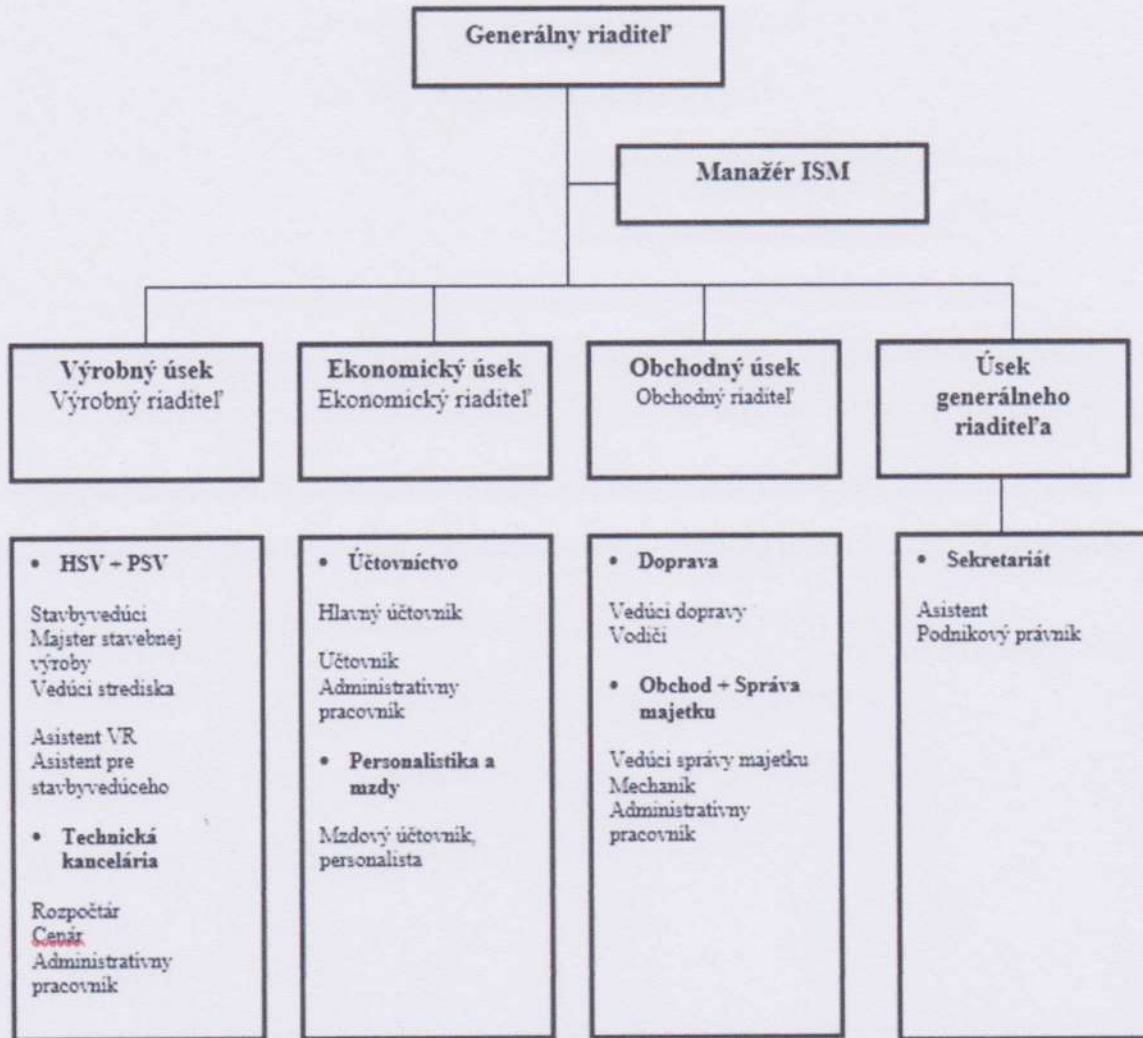 Generálny riaditeľ
Manažér ISM
Výrobný úsek
Výrobný riaditeľ
Ekonomický úsek
Ekonomický riaditeľ
Obchodný úsek
Obchodný riaditeľ
Úsek
generálneho
riaditeľa
• HSV + PSV
Stavbyvedúci
Majster stavebnej
výroby
Vedúci strediska
Asistent VR
Asistent pre
stavbyvedúceho
• Technická
kancelária
Rozpočtár
Cenár
Administratívny
pracovník
• Účtovníctvo
Hlavný účtovník
Účtovník
Administratívny
pracovník
• Personalistika a
mzdy
Mzdový účtovník,
personalista
• Doprava
Vedúci dopravy
Vodiči
• Obchod + Správa
majetku
Vedúci správy majetku
Mechanik
Administratívny
pracovník
• Sekretariát
Asistent
Podnikový právnik